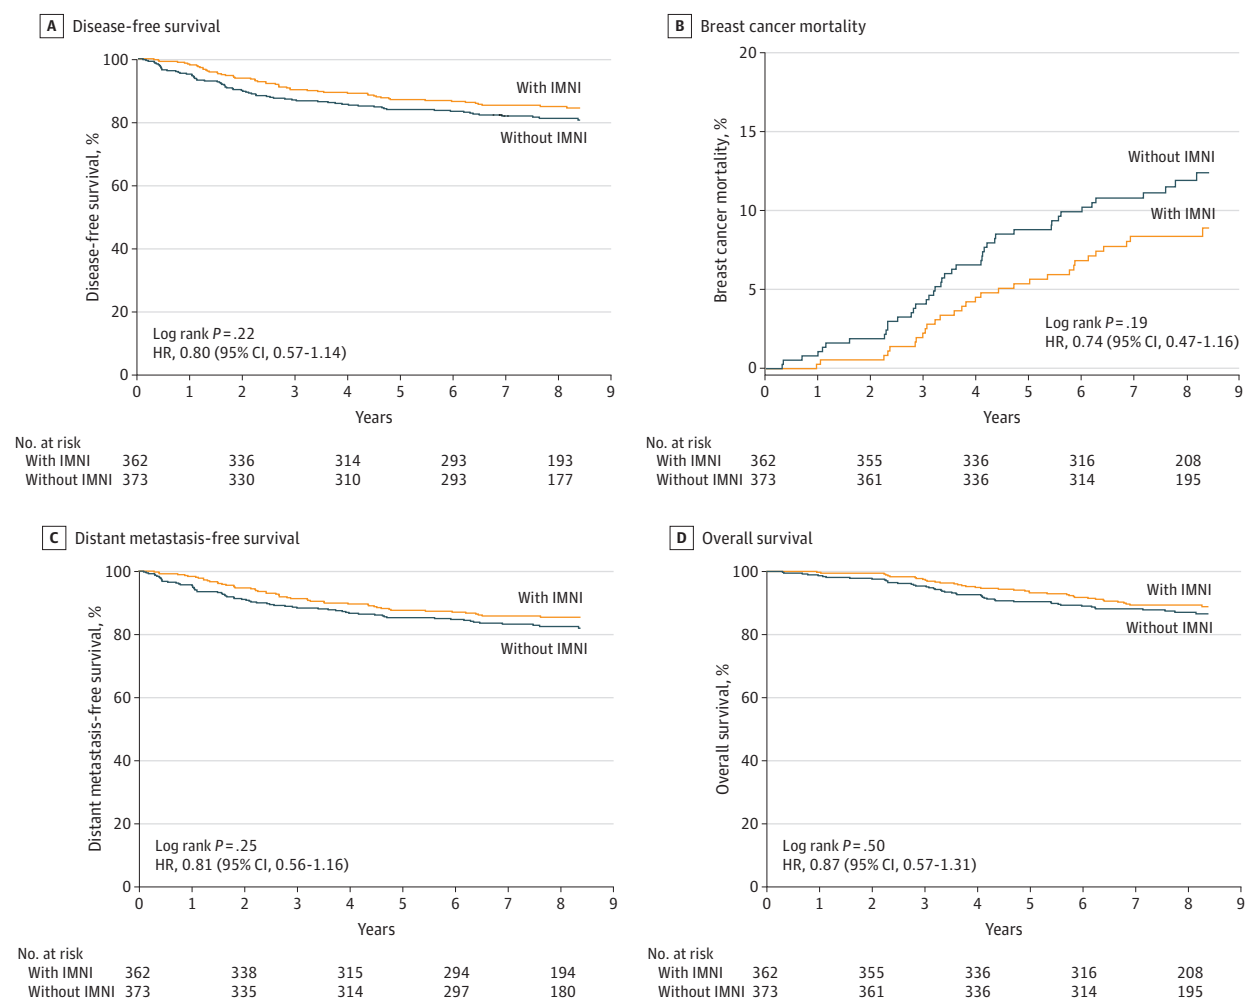 A Disease-free survival
100
80
60
40
20
0
Disease-free survival, %
With IMNI
Without IMNI
Log rank P = .22
HR, 0.80 (95% CI, 0.57-1.14)
0 1 2 3 4 5 6 7 8 9
Years
No. at risk
With IMNI 362 336 314 293 193
Without IMNI 373 330 310 293 177
B Breast cancer mortality
20
15
10
5
0
Breast cancer mortality, %
Without IMNI
With IMNI
Log rank P = .19
HR, 0.74 (95% CI, 0.47-1.16)
0 1 2 3 4 5 6 7 8 9
Years
No. at risk
With IMNI 362 355 336 316 208
Without IMNI 373 361 336 314 195
C Distant metastasis-free survival
100
80
60
40
20
0
Distant metastasis-free survival, %
With IMNI
Without IMNI
Log rank P = .25
HR, 0.81 (95% CI, 0.56-1.16)
0 1 2 3 4 5 6 7 8 9
Years
No. at risk
With IMNI 362 338 315 294 194
Without IMNI 373 335 314 297 180
D Overall survival
100
80
60
40
20
0
Overall survival, %
With IMNI
Without IMNI
Log rank P = .50
HR, 0.87 (95% CI, 0.57-1.31)
0 1 2 3 4 5 6 7 8 9
Years
No. at risk
With IMNI 362 355 336 316 208
Without IMNI 373 361 336 314 195